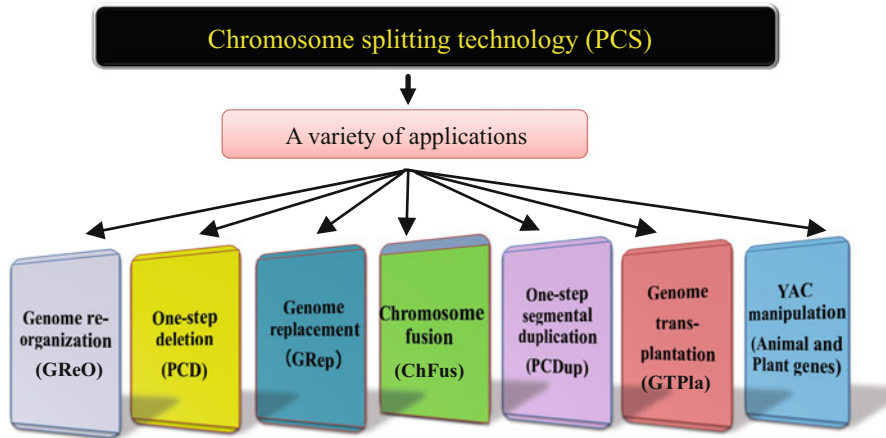 Chromosome splitting technology (PCS)
A variety of applications
Genome re-
organization
(GReO)
One-step
deletion
(PCD)
Genome
replacement
(GRep)
Chromosome
fusion
(ChFus)
One-step
segmental
duplication
(PCDup)
Genome
trans-
plantation
(GTPla)
YAC
manipulation
(Animal and
Plant genes)